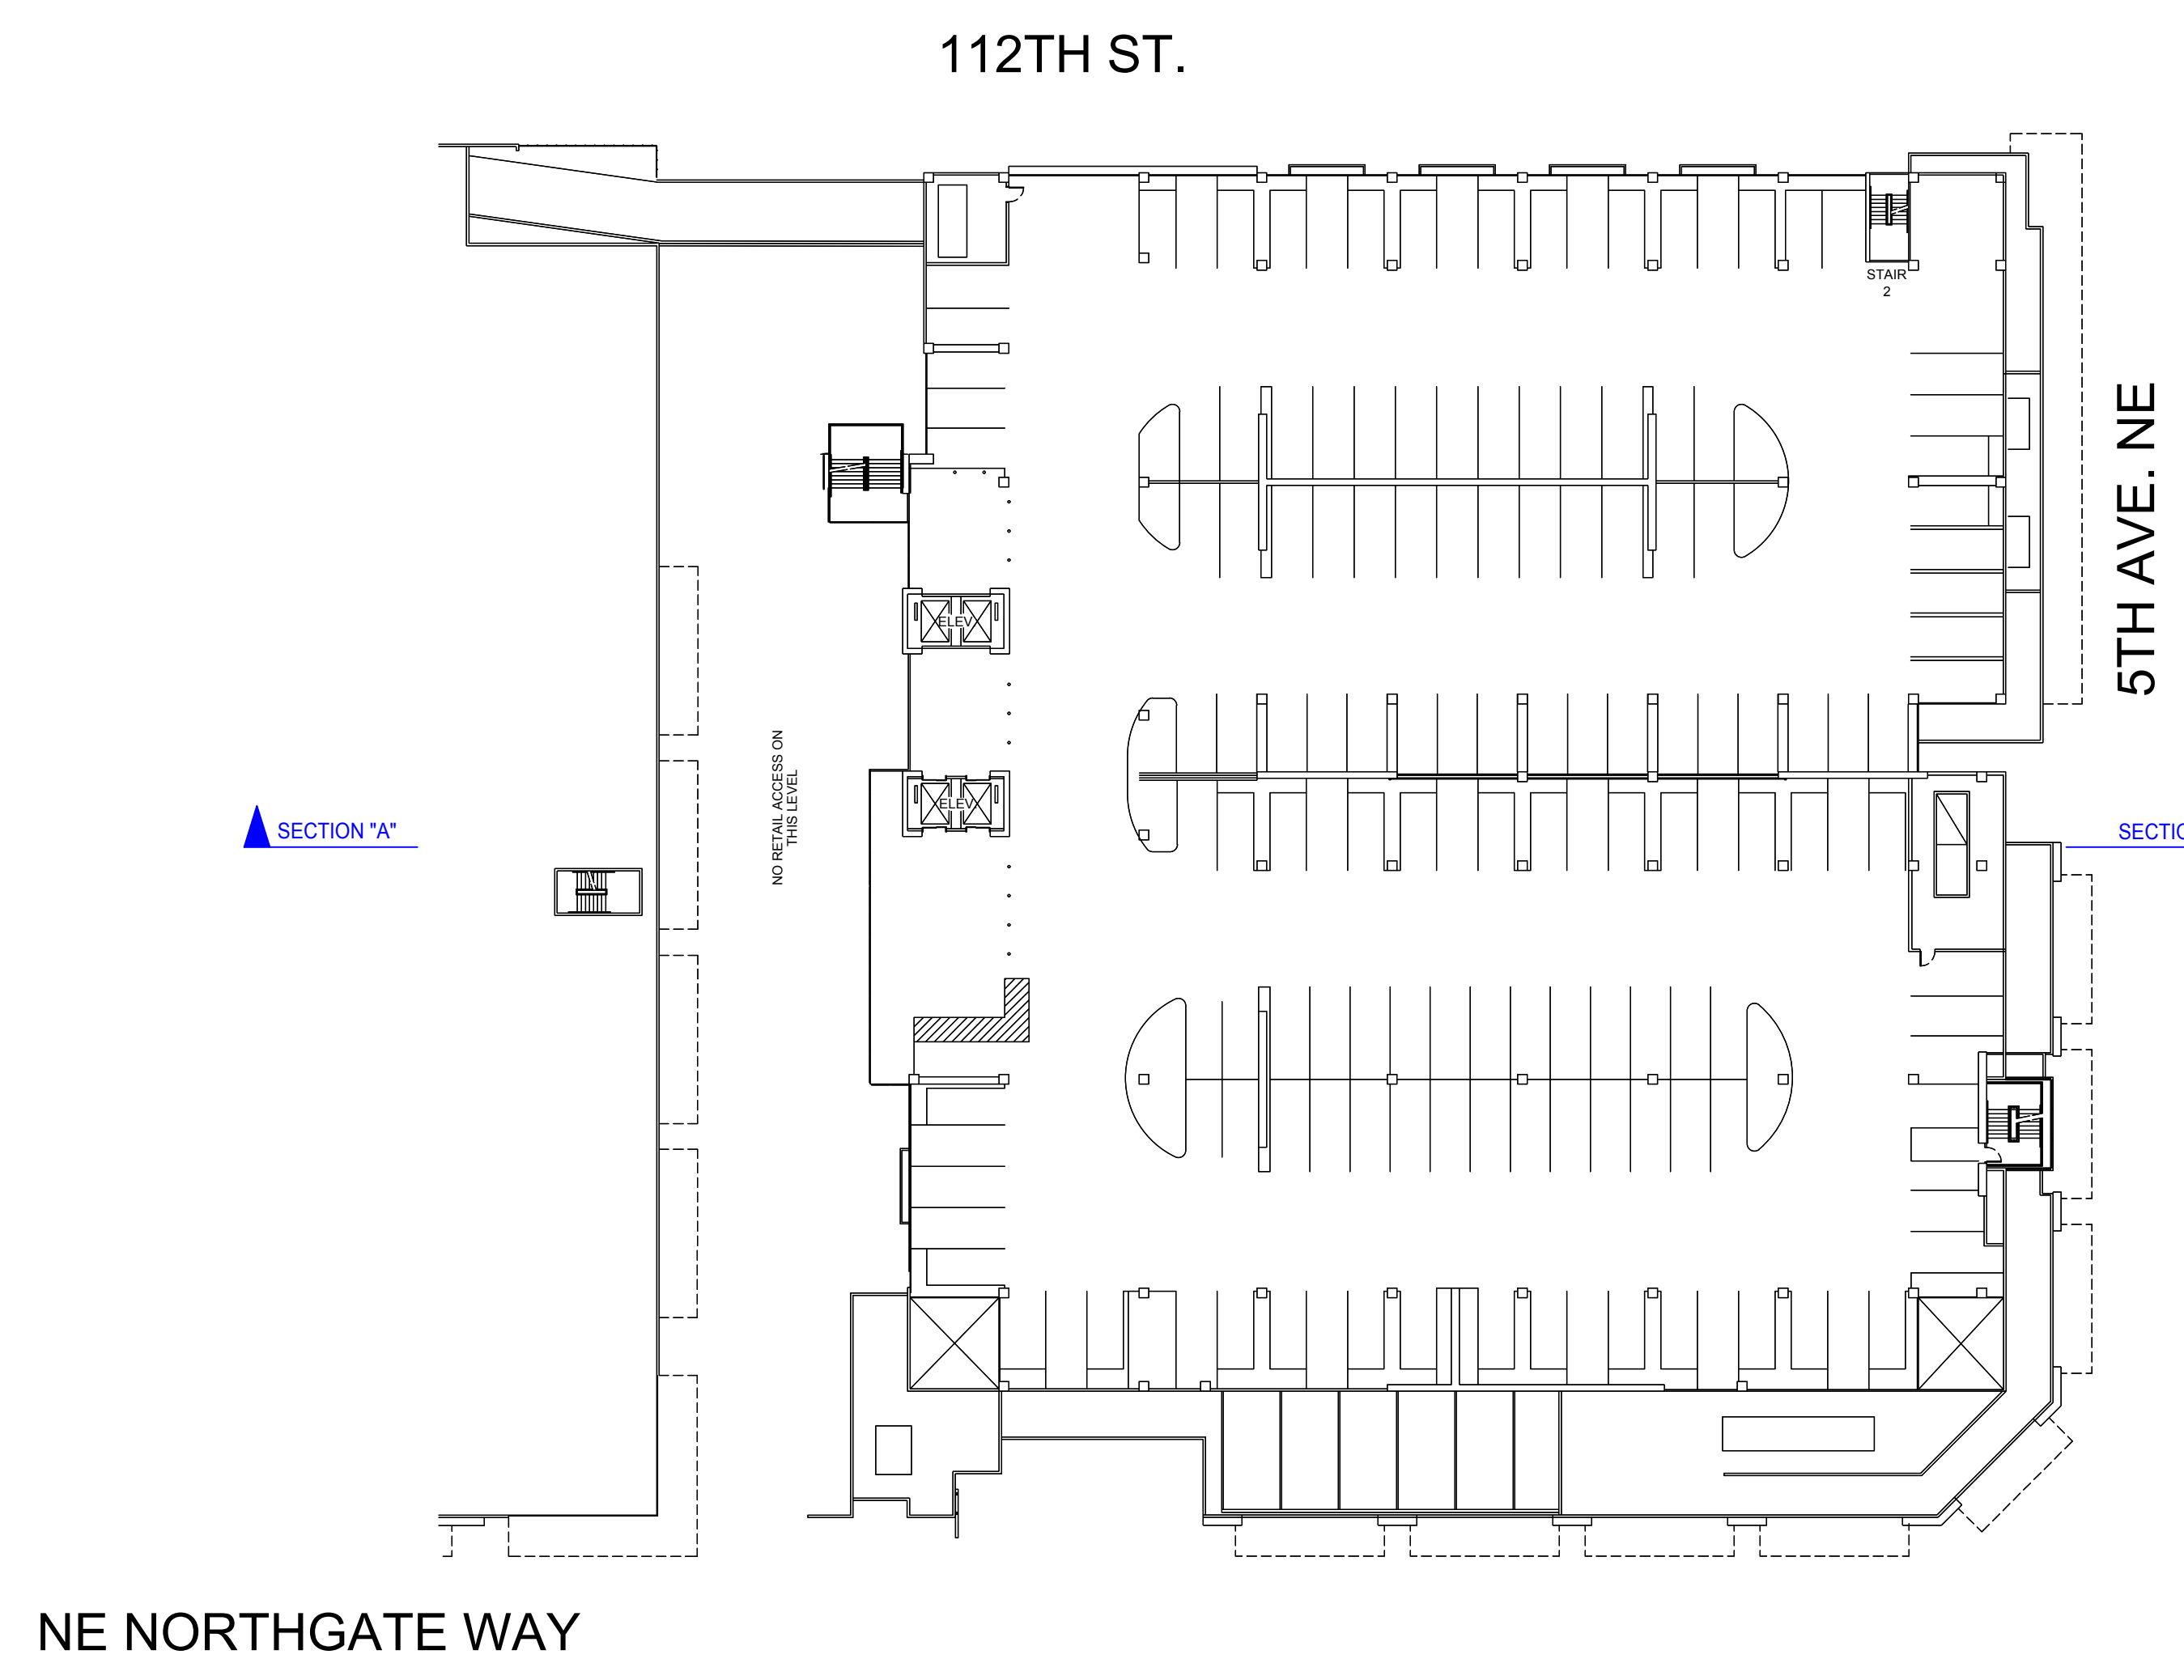 112TH ST.
STAIR
2
5TH AVE. NE
ELEV.
NO RETAIL ACCESS ON
THIS LEVEL
ELEV.
SECTION "A"
SECTIO
NE NORTHGATE WAY